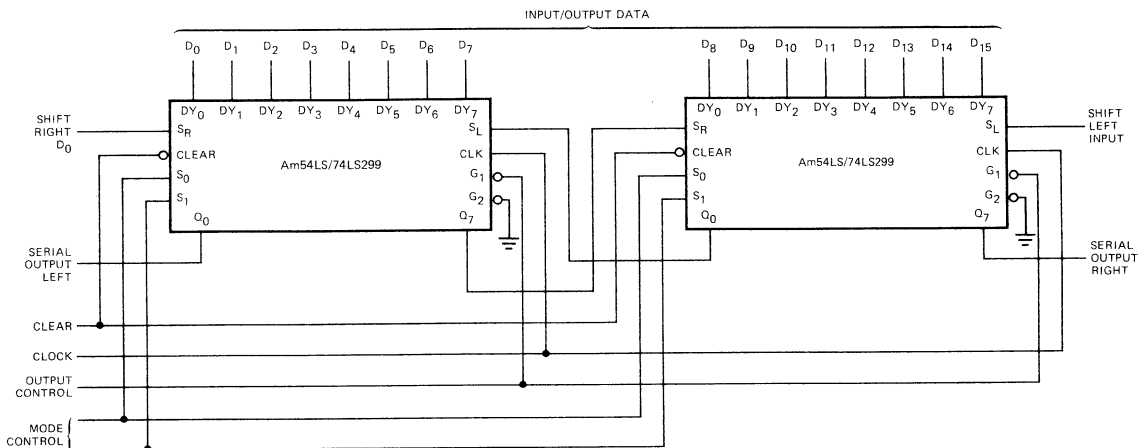 INPUT/OUTPUT DATA
D0 D1 D2 D3 D4 D5 D6 D7 D8 D9 D10 D11 D12 D13 D14 D15
DY0 DY1 DY2 DY3 DY4 DY5 DY6 DY7 DY0 DY1 DY2 DY3 DY4 DY5 DY6 DY7
SHIFT
RIGHT
D0
SR
CLEAR
S0
S1
Q0
Am54LS/74LS299
SL
CLK
G1
G2
Q7
SR
CLEAR
S0
S1
Q0
Am54LS/74LS299
SL
CLK
G1
G2
Q7
SHIFT
LEFT
INPUT
SERIAL
OUTPUT
LEFT
SERIAL
OUTPUT
RIGHT
CLEAR
CLOCK
OUTPUT
CONTROL
MODE
CONTROL